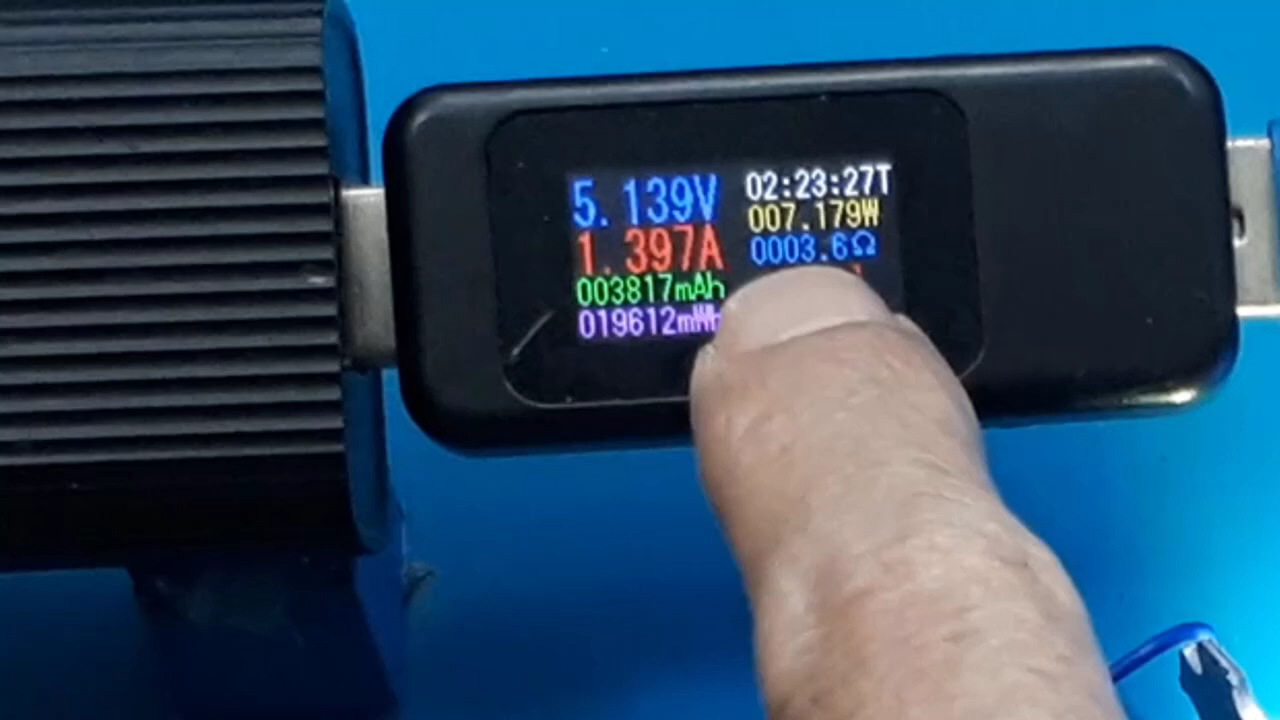 5.139V
1.397A
003817mAh
019612mWh
02:23:27T
007.179W
0003.6Ω